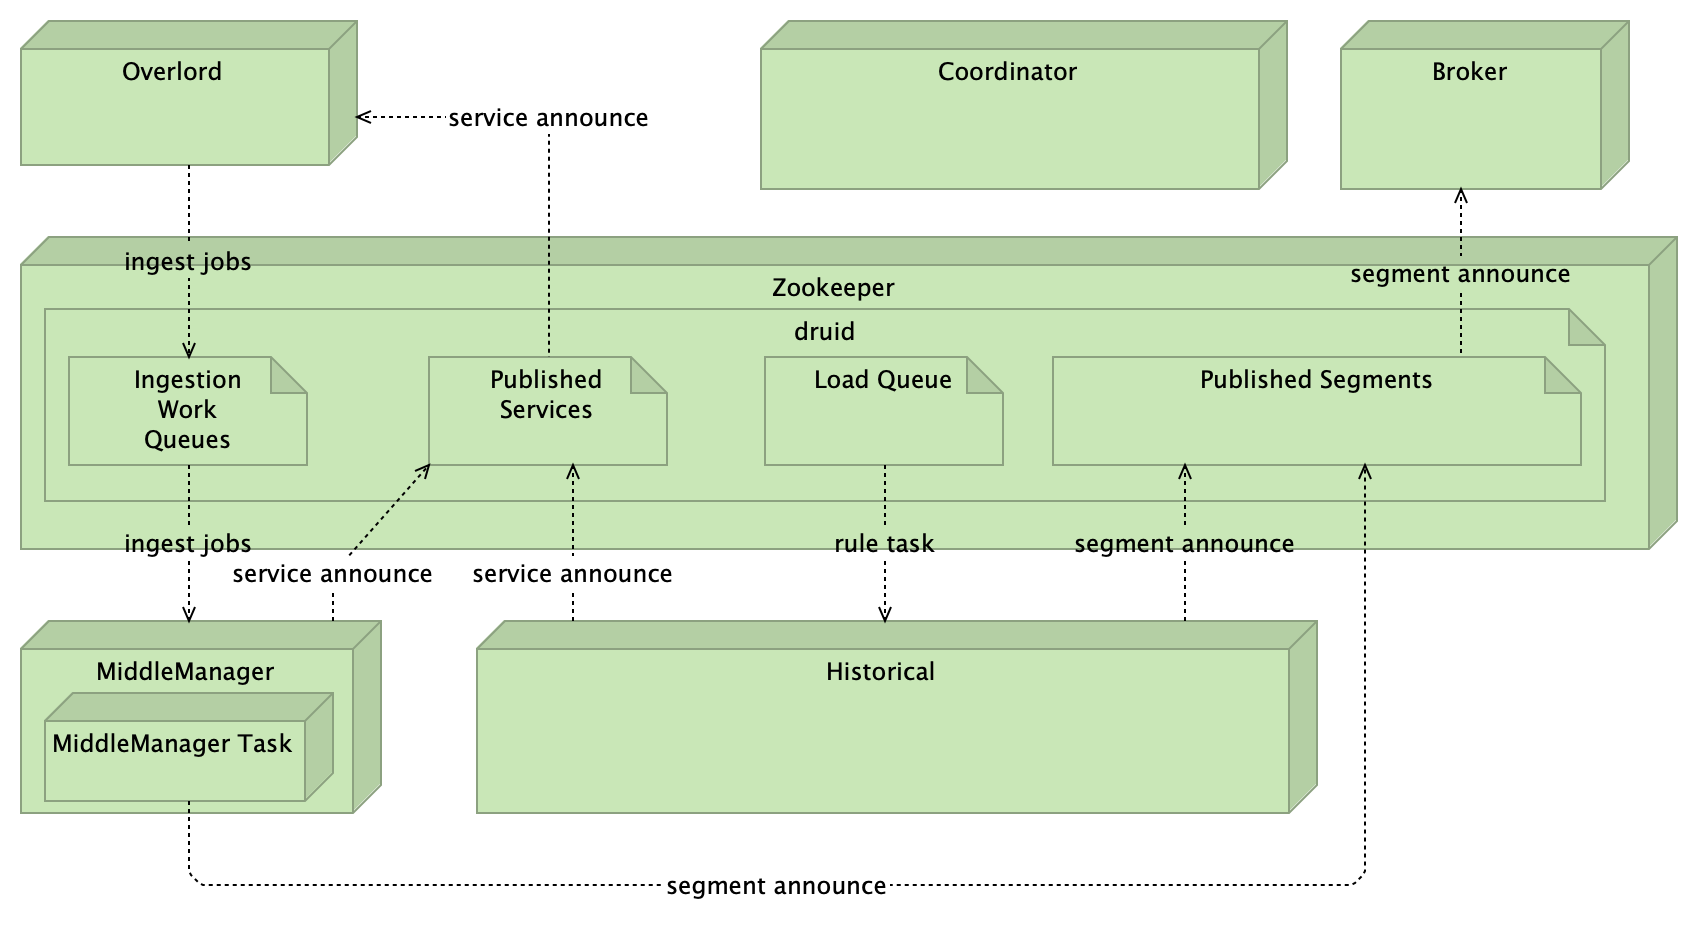 Overlord
Coordinator
Broker
service announce
ingest jobs
segment announce
Zookeeper
druid
Ingestion
Work
Queues
Published
Services
Load Queue
Published Segments
ingest jobs
service announce
service announce
rule task
segment announce
MiddleManager
MiddleManager Task
Historical
segment announce